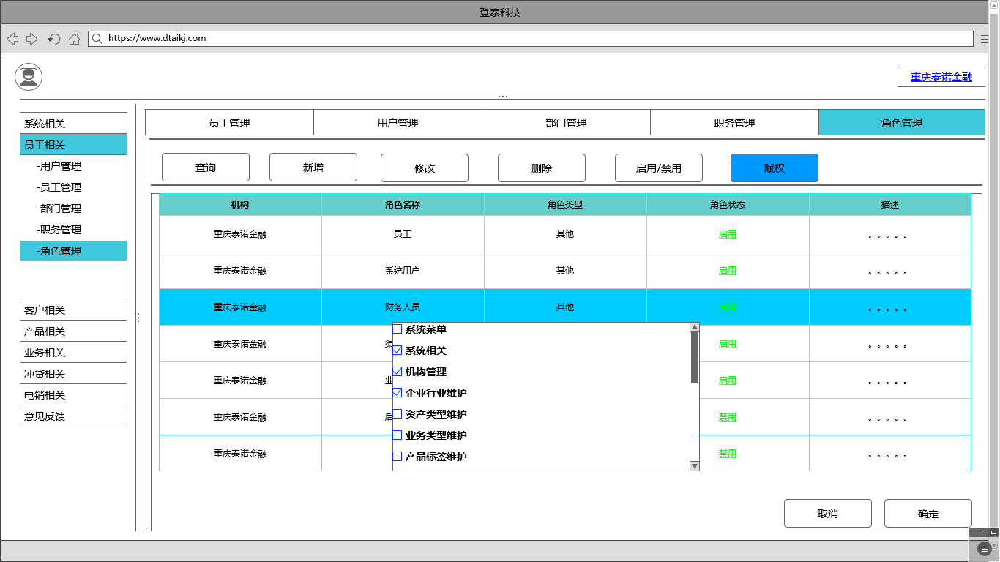 登泰科技
https://www.dtaikj.com
重庆泰诺金融
系统相关
员工相关
-用户管理
-员工管理
-部门管理
-职务管理
-角色管理
客户相关
产品相关
业务相关
冲贷相关
电销相关
意见反馈
员工管理 用户管理 部门管理 职务管理 角色管理
查询 新增 修改 删除 启用/禁用 赋权
机构 角色名称 角色类型 角色状态 描述
重庆泰诺金融 员工 其他 启用 。。。。。
重庆泰诺金融 系统用户 其他 启用 。。。。。
重庆泰诺金融 财务人员 其他 启用 。。。。。
重庆泰诺金融 启用 。。。。。
重庆泰诺金融 业 启用 。。。。。
重庆泰诺金融 后 禁用 。。。。。
重庆泰诺金融 禁用 。。。。。
系统菜单
系统相关
机构管理
企业行业维护
资产类型维护
业务类型维护
产品标签维护
取消 确定